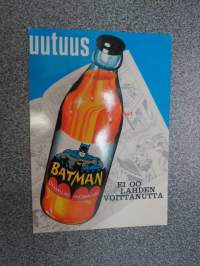 uutuus
BATMAN
EI OO
LAHDEN
VOITTANUTTA